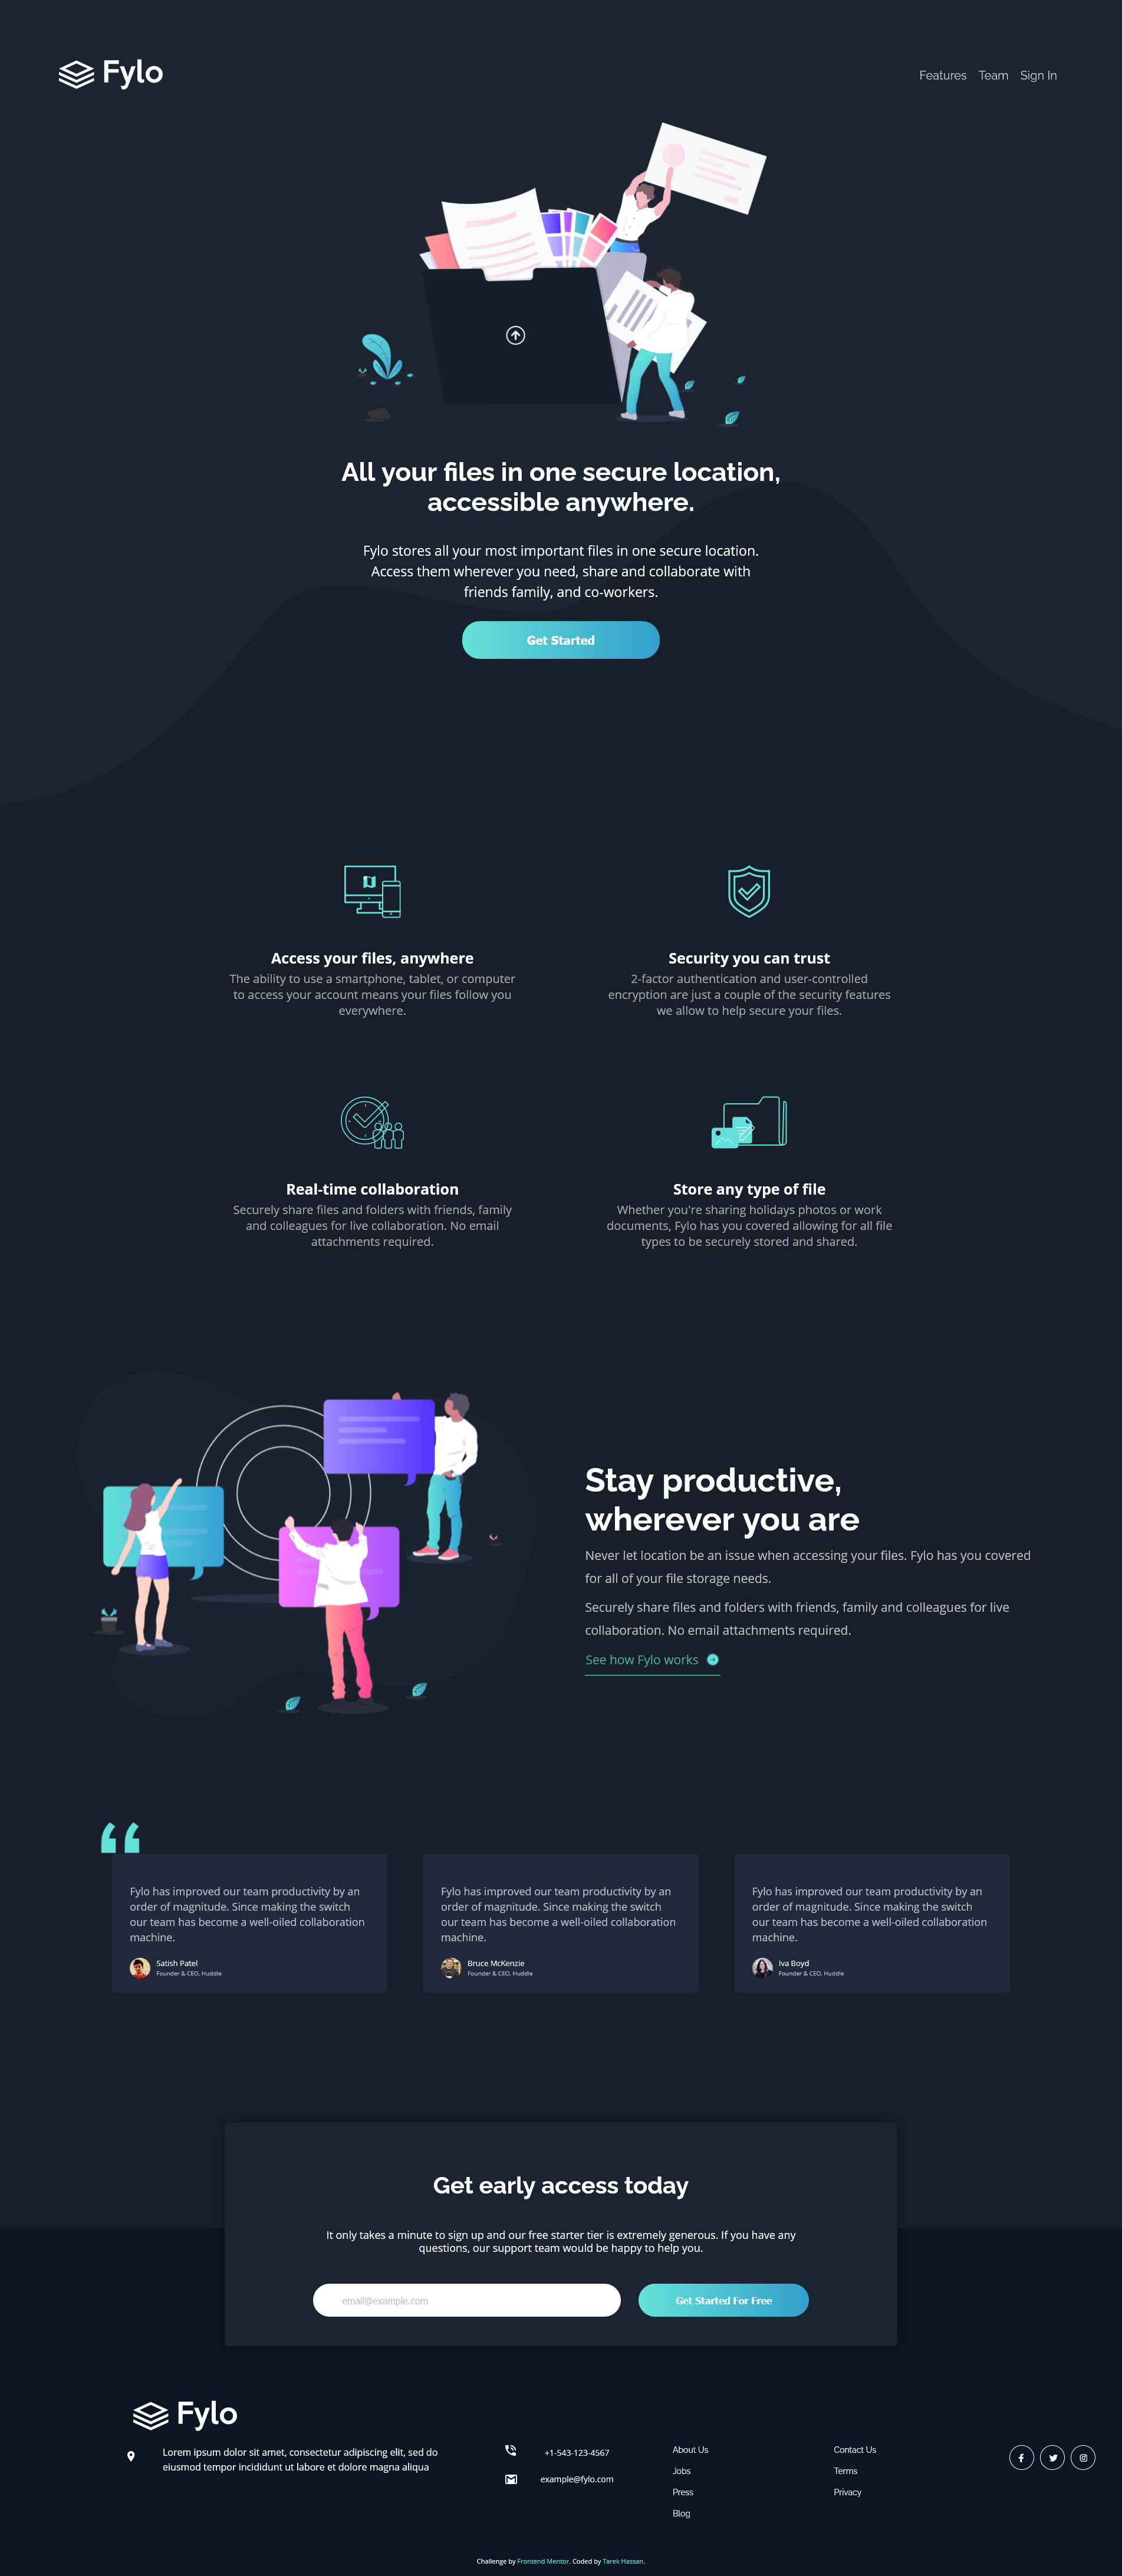 Fylo
Features Team Sign In
All your files in one secure location,
accessible anywhere.
Fylo stores all your most important files in one secure location.
Access them wherever you need, share and collaborate with
friends family, and co-workers.
Get Started
Access your files, anywhere
The ability to use a smartphone, tablet, or computer
to access your account means your files follow you
everywhere.
Security you can trust
2-factor authentication and user-controlled
encryption are just a couple of the security features
we allow to help secure your files.
Real-time collaboration
Securely share files and folders with friends, family
and colleagues for live collaboration. No email
attachments required.
Store any type of file
Whether you're sharing holidays photos or work
documents, Fylo has you covered allowing for all file
types to be securely stored and shared.
Stay productive,
wherever you are
Never let location be an issue when accessing your files. Fylo has you covered
for all of your file storage needs.
Securely share files and folders with friends, family and colleagues for live
collaboration. No email attachments required.
See how Fylo works
Fylo has improved our team productivity by an
order of magnitude. Since making the switch
our team has become a well-oiled collaboration
machine.
Satish Patel
Founder & CEO, Huddle
Fylo has improved our team productivity by an
order of magnitude. Since making the switch
our team has become a well-oiled collaboration
machine.
Bruce McKenzie
Founder & CEO, Huddle
Fylo has improved our team productivity by an
order of magnitude. Since making the switch
our team has become a well-oiled collaboration
machine.
Iva Boyd
Founder & CEO, Huddle
Get early access today
It only takes a minute to sign up and our free starter tier is extremely generous. If you have any
questions, our support team would be happy to help you.
email@example.com
Get Started For Free
Fylo
Lorem ipsum dolor sit amet, consectetur adipiscing elit, sed do
eiusmod tempor incididunt ut labore et dolore magna aliqua
+1-543-123-4567
example@fylo.com
About Us
Jobs
Press
Blog
Contact Us
Terms
Privacy
Challenge by Frontend Mentor. Coded by Tarek Hassan.